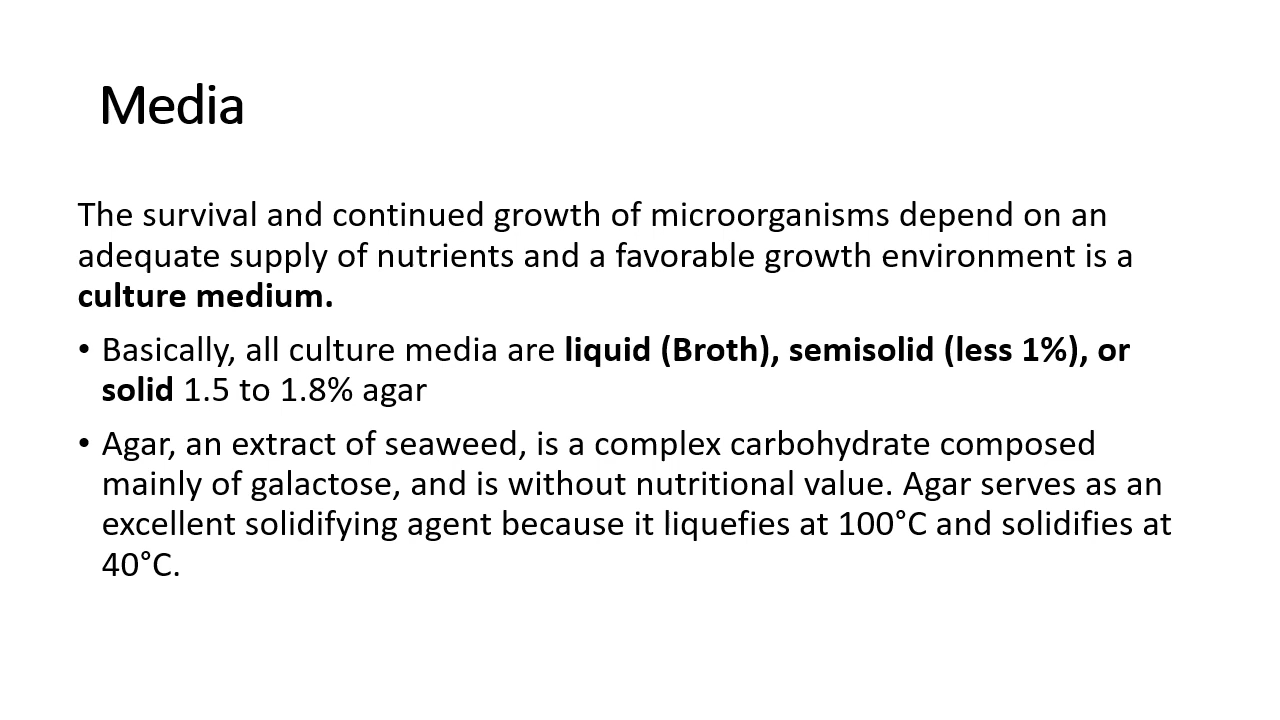 Media
The survival and continued growth of microorganisms depend on an
adequate supply of nutrients and a favorable growth environment is a
culture medium.
• Basically, all culture media are liquid (Broth), semisolid (less 1%), or
solid 1.5 to 1.8% agar
• Agar, an extract of seaweed, is a complex carbohydrate composed
mainly of galactose, and is without nutritional value. Agar serves as an
excellent solidifying agent because it liquefies at 100°C and solidifies at
40°C.